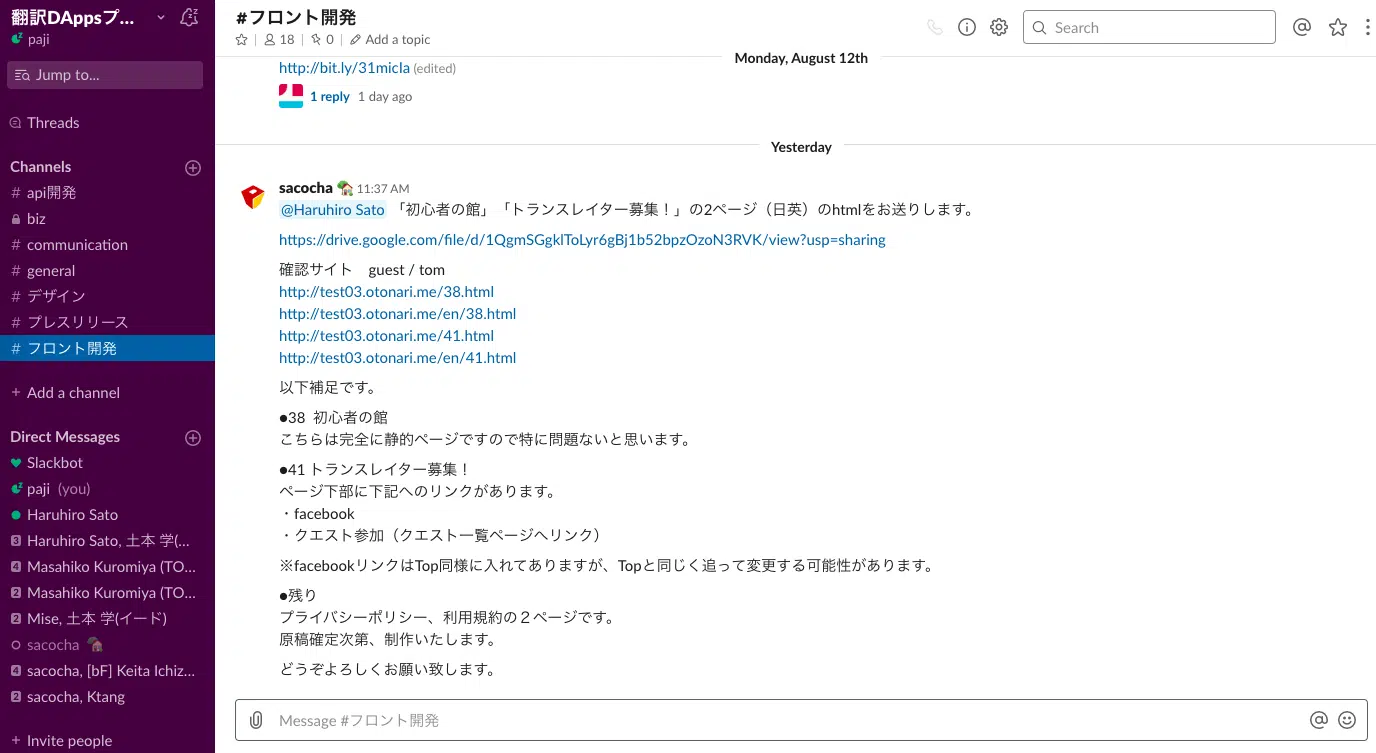 翻訳DAppsプ...
paji
Jump to...
Threads
Channels
# api開発
biz
# communication
# general
# デザイン
# プレスリリース
# フロント開発
+ Add a channel
Direct Messages
Slackbot
paji (you)
Haruhiro Sato
3 Haruhiro Sato, 土本 学(...
4 Masahiko Kuromiya (TO...
2 Masahiko Kuromiya (TO...
2 Mise, 土本 学(イード)
sacocha
4 sacocha, [bF] Keita Ichiz...
2 sacocha, Ktang
+ Invite people
#フロント開発
18 | 0 | Add a topic
Search
Monday, August 12th
http://bit.ly/31micla (edited)
1 reply 1 day ago
Yesterday
sacocha 11:37 AM
@Haruhiro Sato 「初心者の館」「トランスレイター募集！」の2ページ（日英）のhtmlをお送りします。
https://drive.google.com/file/d/1QgmSGgklToLyr6gBj1b52bpzOzoN3RVK/view?usp=sharing
確認サイト　guest / tom
http://test03.otonari.me/38.html
http://test03.otonari.me/en/38.html
http://test03.otonari.me/41.html
http://test03.otonari.me/en/41.html
以下補足です。
●38 初心者の館
こちらは完全に静的ページですので特に問題ないと思います。
●41 トランスレイター募集！
ページ下部に下記へのリンクがあります。
・facebook
・クエスト参加（クエスト一覧ページへリンク）
※facebookリンクはTop同様に入れてありますが、Topと同じく追って変更する可能性があります。
●残り
プライバシーポリシー、利用規約の２ページです。
原稿確定次第、制作いたします。
どうぞよろしくお願い致します。
Message #フロント開発